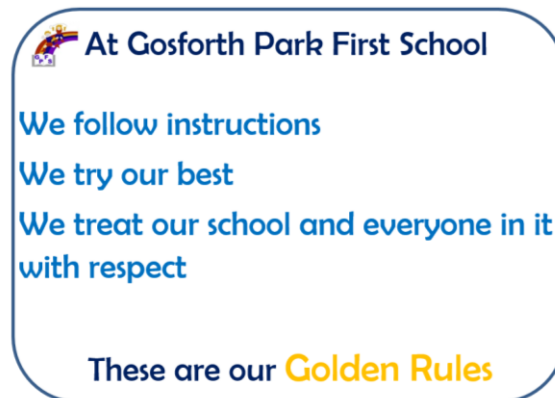 At Gosforth Park First School
We follow instructions
We try our best
We treat our school and everyone in it
with respect
These are our Golden Rules